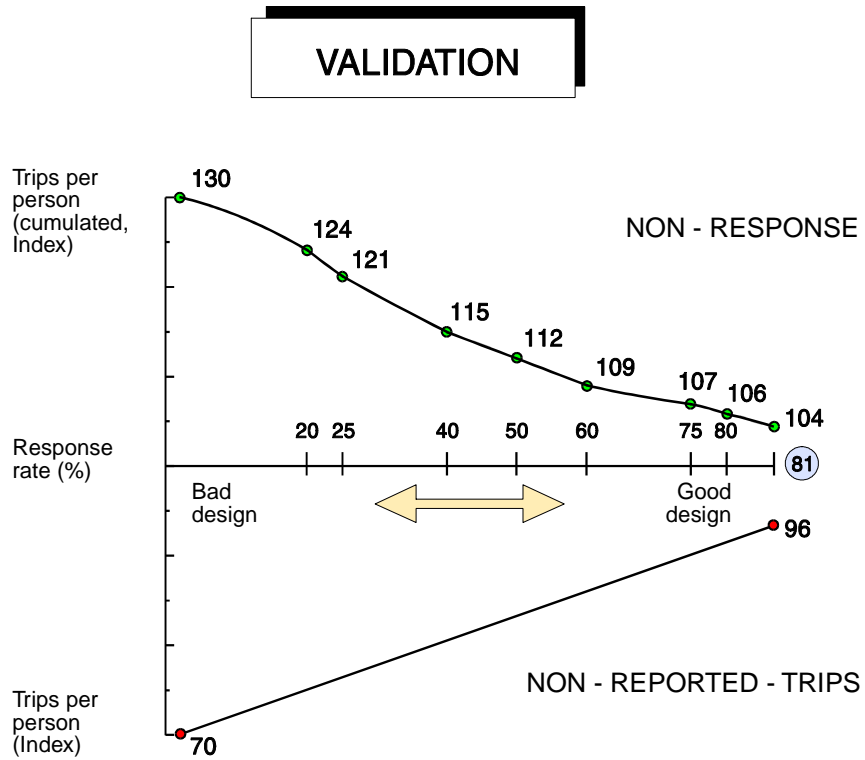 VALIDATION
Trips per
person
(cumulated,
Index)
130
124
121
115
112
109
107
106
104
NON - RESPONSE
Response
rate (%)
20 25 40 50 60 75 80
81
Bad
design
Good
design
96
NON - REPORTED - TRIPS
Trips per
person
(Index)
70